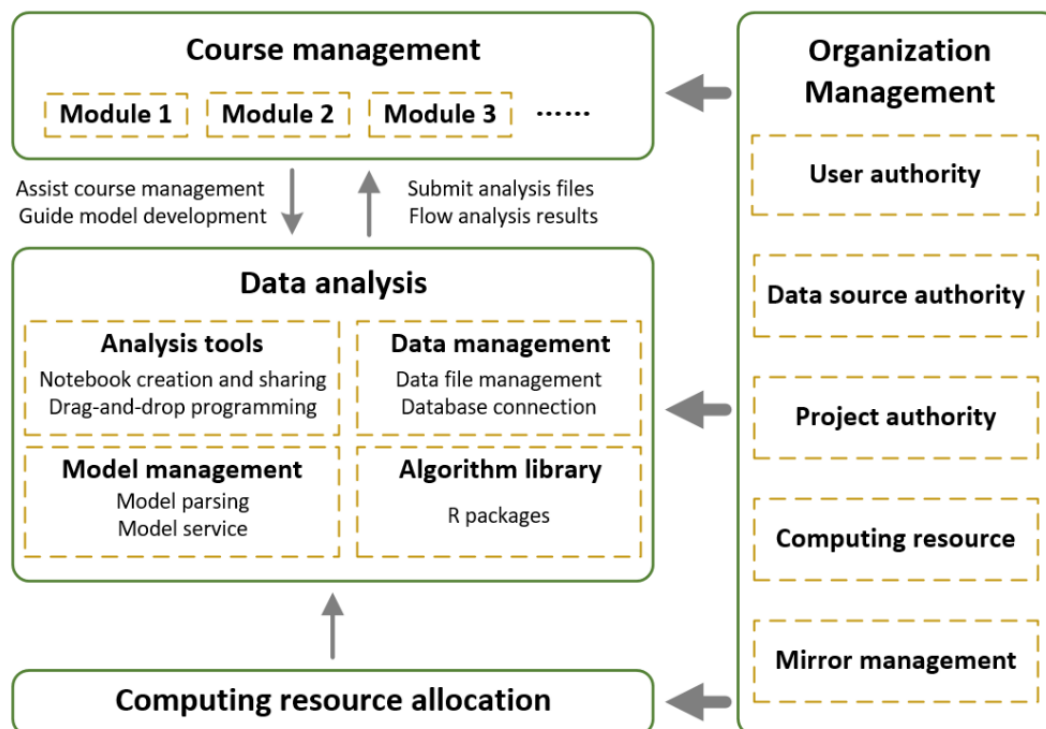 Course management
Module 1
Module 2
Module 3
······
Assist course management
Guide model development
Submit analysis files
Flow analysis results
Data analysis
Analysis tools
Notebook creation and sharing
Drag-and-drop programming
Data management
Data file management
Database connection
Model management
Model parsing
Model service
Algorithm library
R packages
Computing resource allocation
Organization
Management
User authority
Data source authority
Project authority
Computing resource
Mirror management